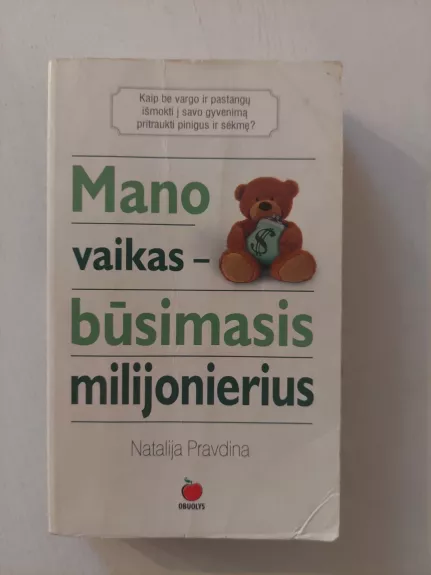 Kaip be vargo ir pastangų
išmokti į savo gyvenimą
pritraukti pinigus ir sėkmę?
Mano
vaikas –
$
būsimasis
milijonierius
Natalija Pravdina
OBUOLYS